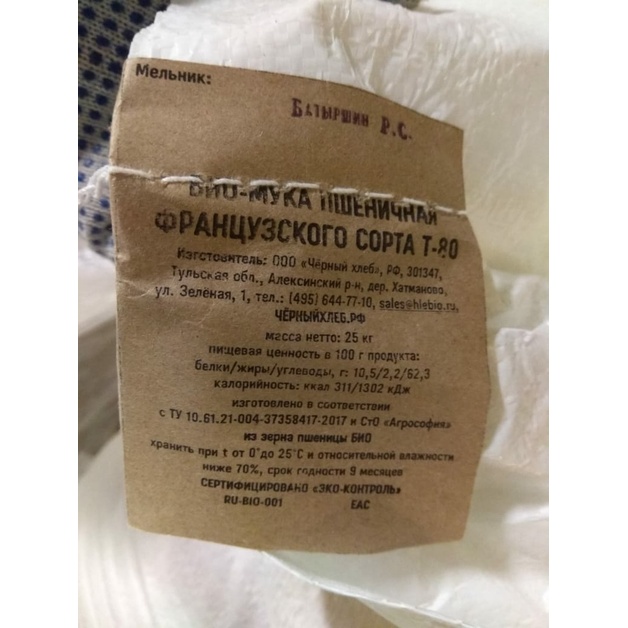 Мельник:
Батыршин Р.С.
БИО-МУКА ПШЕНИЧНАЯ
ФРАНЦУЗСКОГО СОРТА Т-80
Изготовитель: ООО «Чёрный хлеб», РФ, 301347,
Тульская обл., Алексинский р-н, дер. Хатманово,
ул. Зелёная, 1, тел.: (495) 644-77-10, sales@hlebio.ru,
ЧЁРНЫЙХЛЕБ.РФ
масса нетто: 25 кг
пищевая ценность в 100 г продукта:
белки/жиры/углеводы, г: 10,5/2,2/62,3
калорийность: ккал 311/1302 кДж
изготовлено в соответствии
с ТУ 10.61.21-004-37358417-2017 и СтО «Агрософия»
из зерна пшеницы БИО
хранить при t от 0°до 25°С и относительной влажности
ниже 70%, срок годности 9 месяцев
СЕРТИФИЦИРОВАНО «ЭКО-КОНТРОЛЬ»
RU-BIO-001 ЕАС